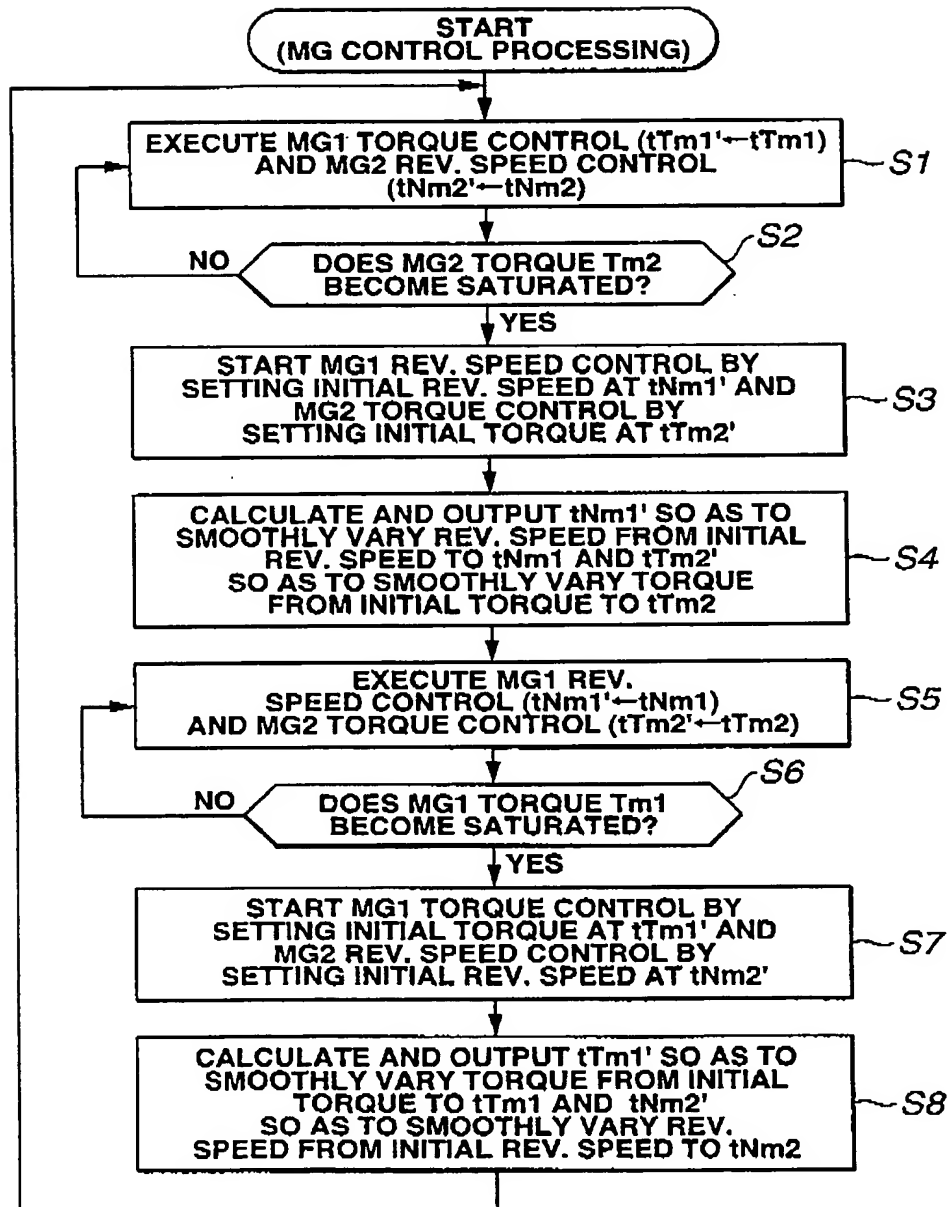 START
(MG CONTROL PROCESSING)
EXECUTE MG1 TORQUE CONTROL (tTm1'←tTm1)
AND MG2 REV. SPEED CONTROL
(tNm2'←tNm2)
S1
S2
NO
DOES MG2 TORQUE Tm2
BECOME SATURATED?
YES
START MG1 REV. SPEED CONTROL BY
SETTING INITIAL REV. SPEED AT tNm1' AND
MG2 TORQUE CONTROL BY
SETTING INITIAL TORQUE AT tTm2'
S3
CALCULATE AND OUTPUT tNm1' SO AS TO
SMOOTHLY VARY REV. SPEED FROM INITIAL
REV. SPEED TO tNm1 AND tTm2'
SO AS TO SMOOTHLY VARY TORQUE
FROM INITIAL TORQUE TO tTm2
S4
EXECUTE MG1 REV.
SPEED CONTROL (tNm1'←tNm1)
AND MG2 TORQUE CONTROL (tTm2'←tTm2)
S5
S6
NO
DOES MG1 TORQUE Tm1
BECOME SATURATED?
YES
START MG1 TORQUE CONTROL BY
SETTING INITIAL TORQUE AT tTm1' AND
MG2 REV. SPEED CONTROL BY
SETTING INITIAL REV. SPEED AT tNm2'
S7
CALCULATE AND OUTPUT tTm1' SO AS TO
SMOOTHLY VARY TORQUE FROM INITIAL
TORQUE TO tTm1 AND tNm2'
SO AS TO SMOOTHLY VARY REV.
SPEED FROM INITIAL REV. SPEED TO tNm2
S8